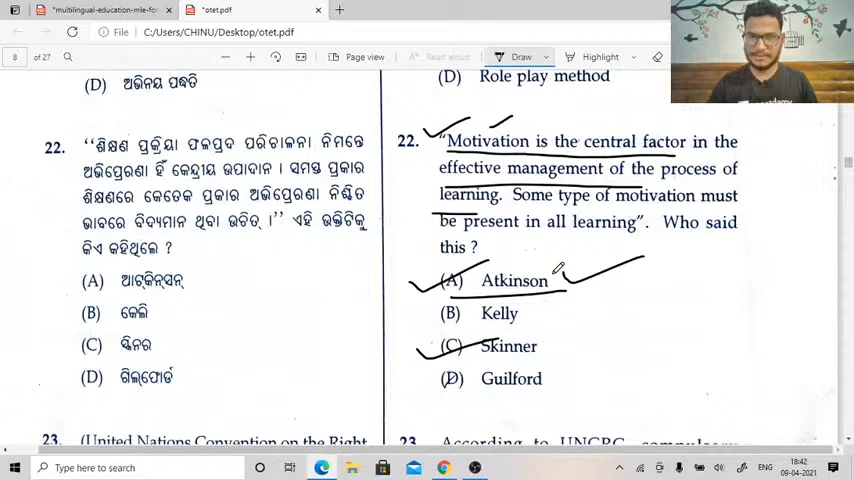 "multilingual-education-mle-for
*otet.pdf
File
C:/Users/CHINU/Desktop/otet.pdf
8
of 27
Page view
Read aloud
Draw
Highlight
(D) ଅଭିନୟ ପଦ୍ଧତି
22. ‘‘ଶିକ୍ଷଣ ପ୍ରକ୍ରିୟା ଫଳପ୍ରଦ ପରିଚାଳନା ନିମନ୍ତେ
ଅଭିପ୍ରେରଣା ହିଁ କେନ୍ଦ୍ରୀୟ ଉପାଦାନ । ସମସ୍ତ ପ୍ରକାର
ଶିକ୍ଷଣରେ କେତେକ ପ୍ରକାର ଅଭିପ୍ରେରଣା ନିଶ୍ଚିତ
ଭାବରେ ବିଦ୍ୟମାନ ଥିବା ଉଚିତ୍ ।’’ ଏହି ଉକ୍ତିଟିକୁ
କିଏ କହିଥିଲେ ?
(A) ଆଟ୍‌କିନ୍‌ସନ୍
(B) କେଲି
(C) ସ୍କିନର
(D) ଗିଲ୍‌ଫୋର୍ଡ
23. (United Nations Convention on the Right
(D) Role play method
22. “Motivation is the central factor in the
effective management of the process of
learning. Some type of motivation must
be present in all learning”. Who said
this ?
(A) Atkinson
(B) Kelly
(C) Skinner
(D) Guilford
23. According to UNCRC, compulsory
Type here to search
ENG
18:42
09-04-2021